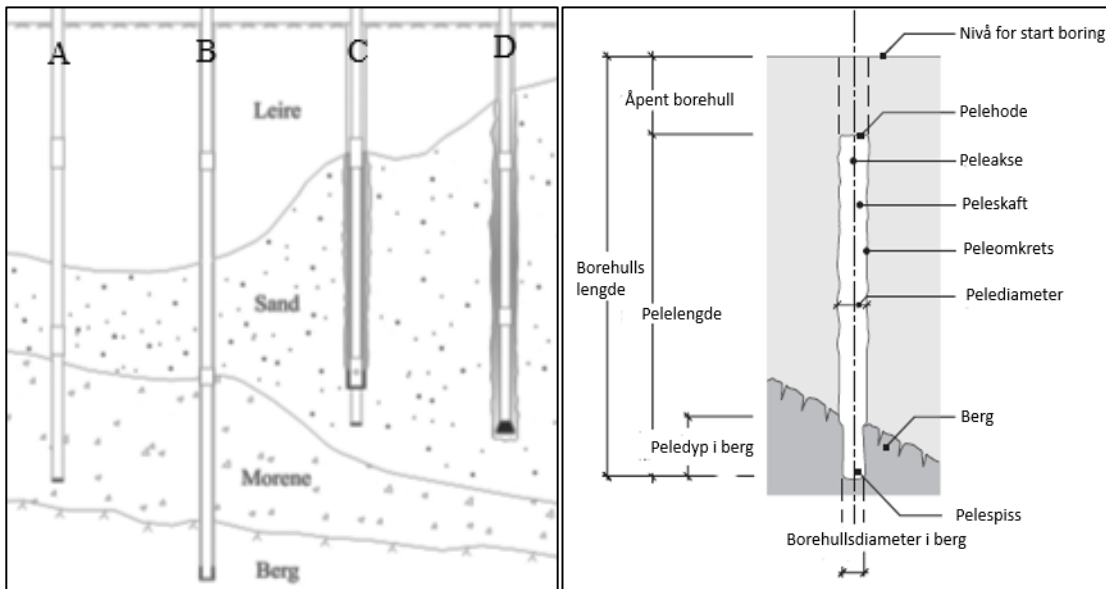 A
B
C
D
Leire
Sand
Morene
Berg
Nivå for start boring
Åpent borehull
Pelehode
Peleakse
Peleskaft
Peleomkrets
Borehulls
lengde
Pelelengde
Pelediameter
Berg
Peledyp i berg
Pelespiss
Borehullsdiameter i berg